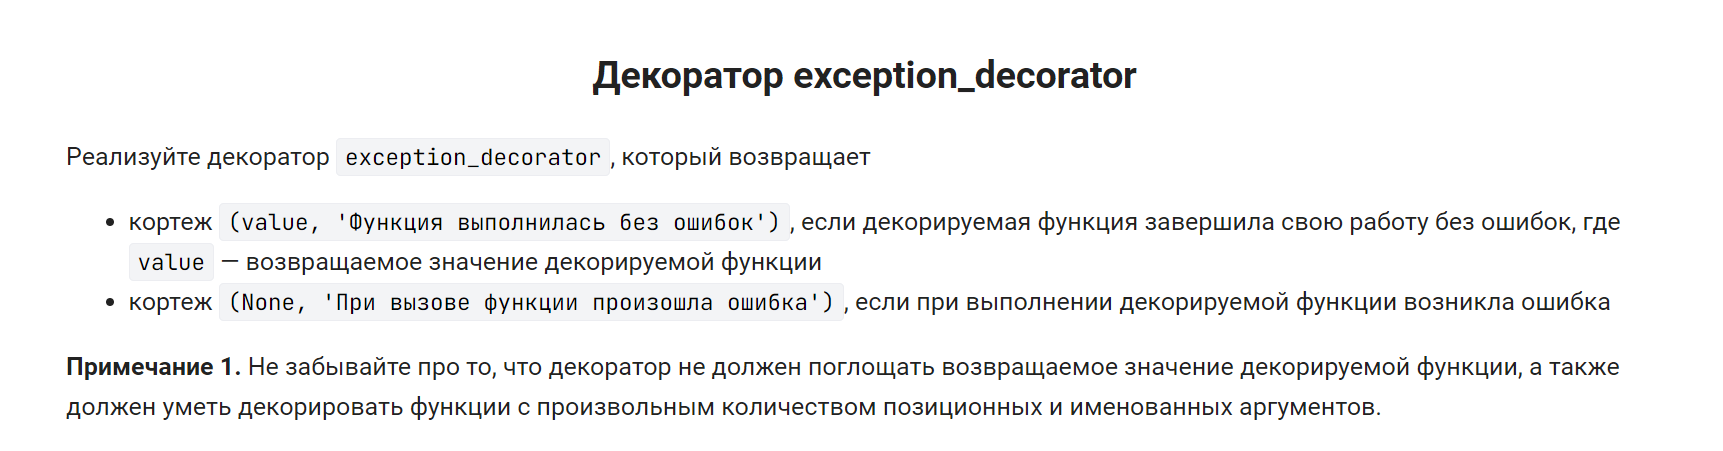 Декоратор exception_decorator
Реализуйте декоратор exception_decorator, который возвращает
• кортеж (value, 'Функция выполнилась без ошибок'), если декорируемая функция завершила свою работу без ошибок, где
value — возвращаемое значение декорируемой функции
• кортеж (None, 'При вызове функции произошла ошибка'), если при выполнении декорируемой функции возникла ошибка
Примечание 1. Не забывайте про то, что декоратор не должен поглощать возвращаемое значение декорируемой функции, а также
должен уметь декорировать функции с произвольным количеством позиционных и именованных аргументов.